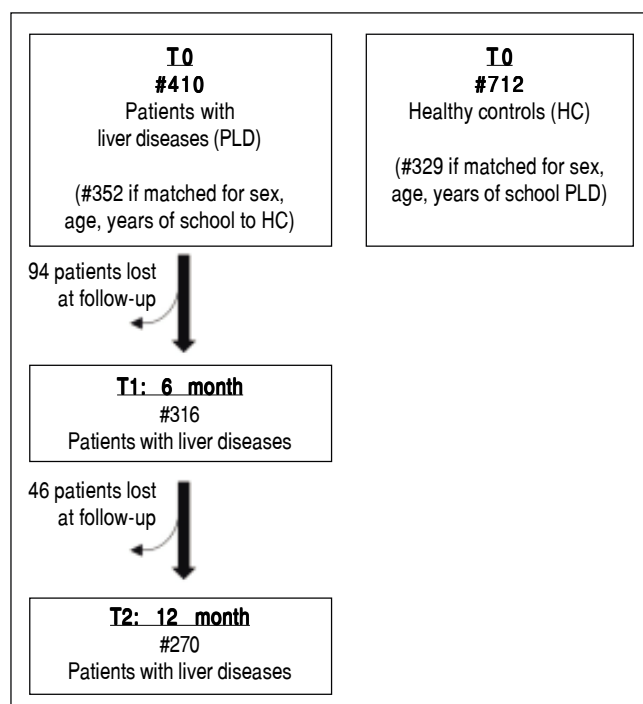 T0
#410
Patients with
liver diseases (PLD)
(#352 if matched for sex,
age, years of school to HC)
T0
#712
Healthy controls (HC)
(#329 if matched for sex,
age, years of school PLD)
94 patients lost
at follow-up
T1: 6 month
#316
Patients with liver diseases
46 patients lost
at follow-up
T2: 12 month
#270
Patients with liver diseases